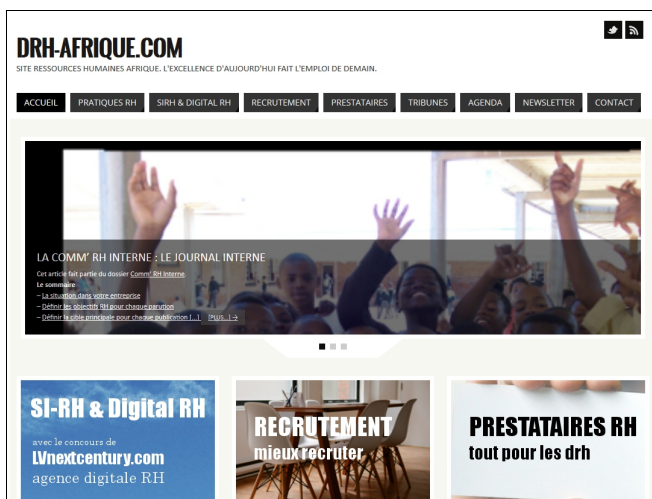 DRH-AFRIQUE.COM
SITE RESSOURCES HUMAINES AFRIQUE. L'EXCELLENCE D'AUJOURD'HUI FAIT L'EMPLOI DE DEMAIN.
ACCUEIL PRATIQUES RH SIRH & DIGITAL RH RECRUTEMENT PRESTATAIRES TRIBUNES AGENDA NEWSLETTER CONTACT
LA COMM' RH INTERNE : LE JOURNAL INTERNE
Cet article fait partie du dossier Comm' RH Interne.
Le sommaire
– La situation dans votre entreprise
– Définir les objectifs RH pour chaque parution
– Définir la cible principale pour chaque publication [...] [PLUS...] →
SI-RH & Digital RH
avec le concours de
LVnextcentury.com
agence digitale RH
RECRUTEMENT
mieux recruter
PRESTATAIRES RH
tout pour les drh